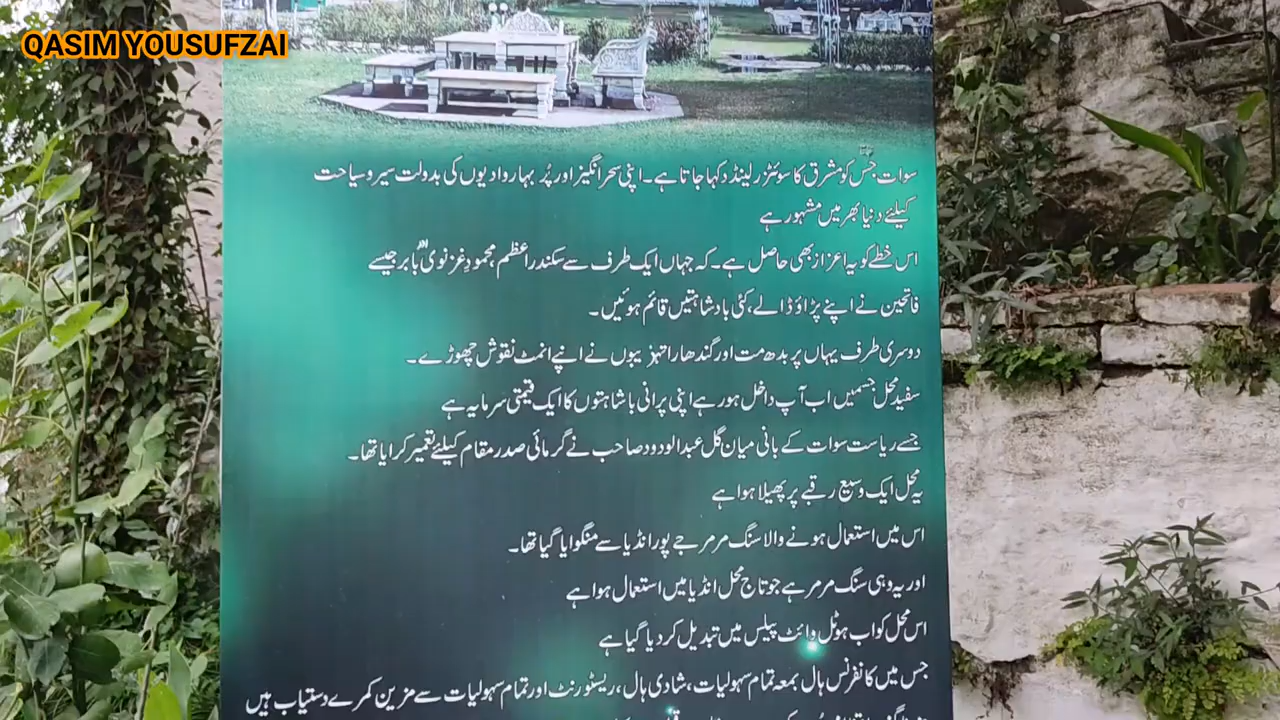 QASIM YOUSUFZAI
سوات جس کو مشرق کا سوئٹزرلینڈ کہا جاتا ہے۔ اپنی سحر انگیز اور پُر بہار وادیوں کی بدولت سیر و سیاحت
کیلئے دنیا بھر میں مشہور ہے
اس خطے کو یہ اعزاز بھی حاصل ہے۔ کہ جہاں ایک طرف سے سکندر اعظم، محمود غزنوی بابر جیسے
فاتحین نے اپنے پڑاؤ ڈالے، کئی بادشاہتیں قائم ہوئیں۔
دوسری طرف یہاں پر بدھ مت اور گندھارا تہزیبوں نے اپنے انمٹ نقوش چھوڑے۔
سفید محل جسمیں اب آپ داخل ہو رہے اپنی پرانی باشاہتوں کا ایک قیمتی سرمایہ ہے
جسے ریاست سوات کے بانی میان گل عبدالودود صاحب نے گرمائی صدر مقام کیلئے تعمیر کرایا تھا۔
یہ محل ایک وسیع رقبے پر پھیلا ہوا ہے
اس میں استعمال ہونے والا سنگ مرمر جے پور انڈیا سے منگوایا گیا تھا۔
اور یہ وہی سنگ مرمر ہے جو تاج محل انڈیا میں استعمال ہوا ہے
اس محل کو اب ہوٹل وائٹ پیلس میں تبدیل کر دیا گیا ہے
جس میں کانفرنس ہال بمعہ تمام سہولیات، شادی ہال، ریسٹورنٹ اور تمام سہولیات سے مزین کمرے دستیاب ہیں